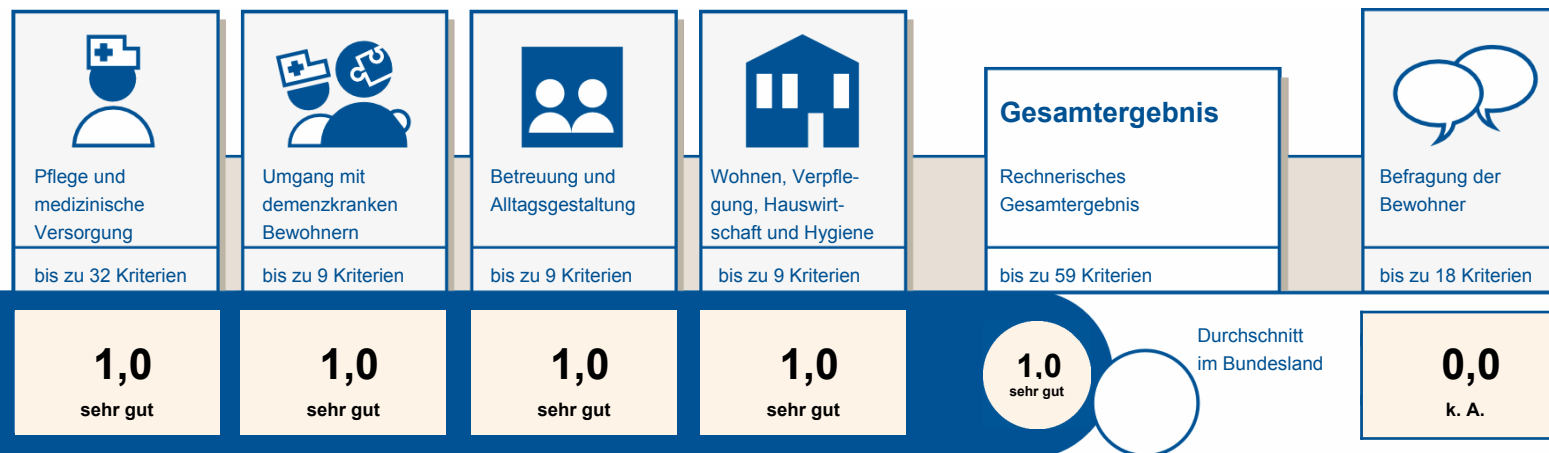 Pflege und
medizinische
Versorgung
bis zu 32 Kriterien
1,0
sehr gut
Umgang mit
demenzkranken
Bewohnern
bis zu 9 Kriterien
1,0
sehr gut
Betreuung und
Alltagsgestaltung
bis zu 9 Kriterien
1,0
sehr gut
Wohnen, Verpfle-
gung, Hauswirt-
schaft und Hygiene
bis zu 9 Kriterien
1,0
sehr gut
Gesamtergebnis
Rechnerisches
Gesamtergebnis
bis zu 59 Kriterien
1,0
sehr gut
Durchschnitt
im Bundesland
Befragung der
Bewohner
bis zu 18 Kriterien
0,0
k. A.